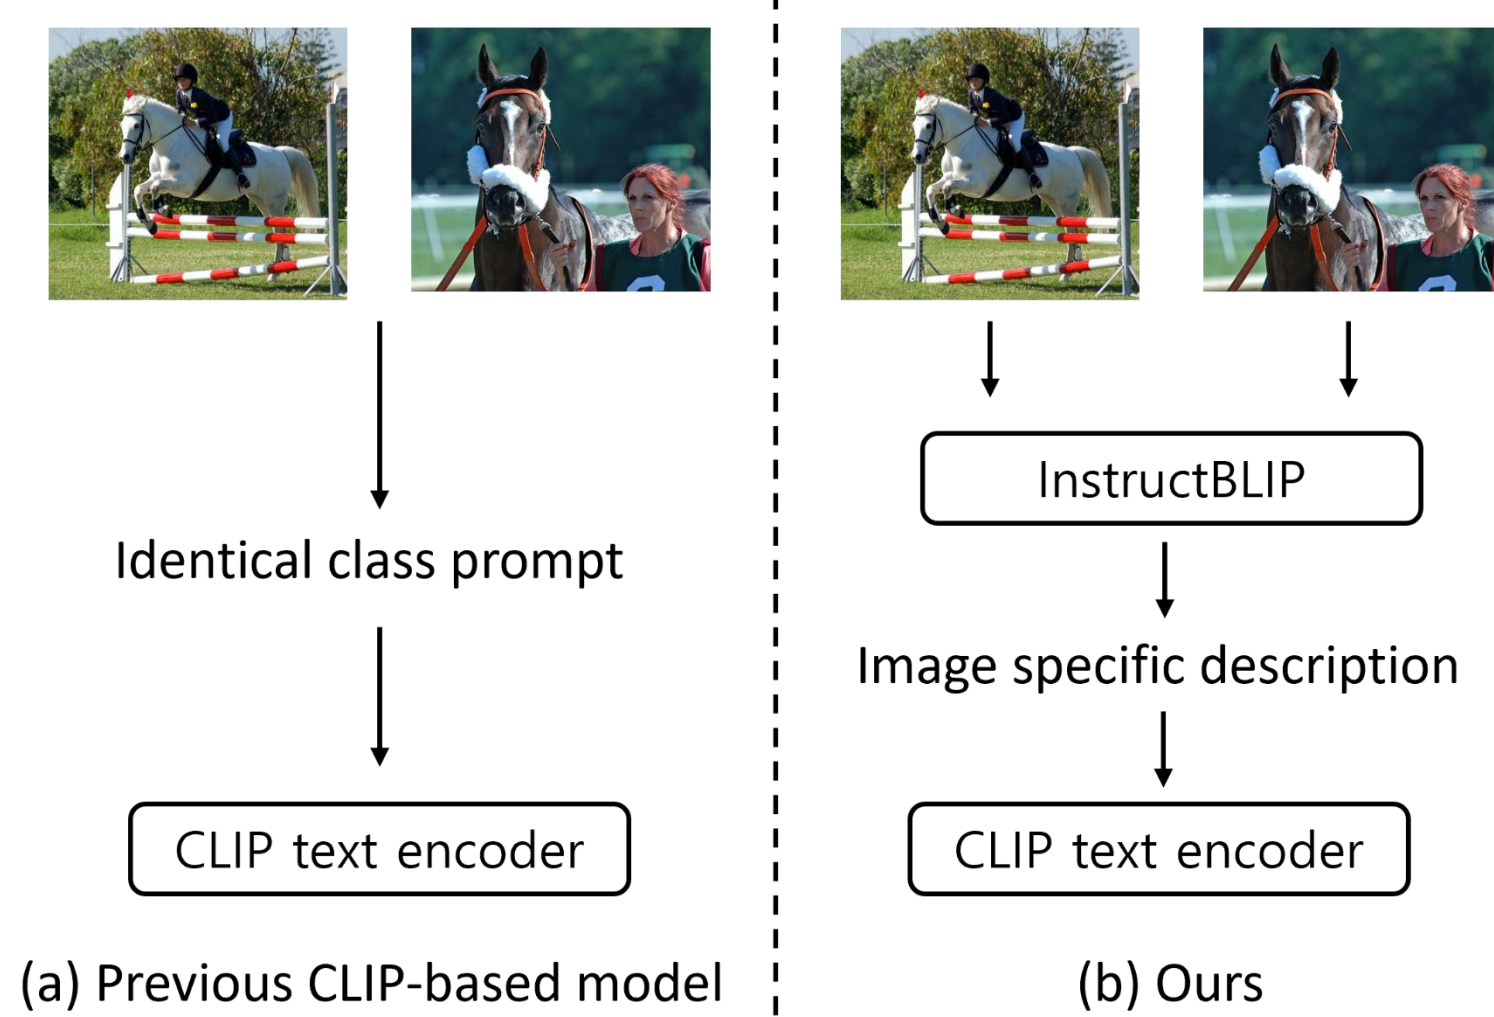 Identical class prompt
CLIP text encoder
(a) Previous CLIP-based model
InstructBLIP
Image specific description
CLIP text encoder
(b) Ours